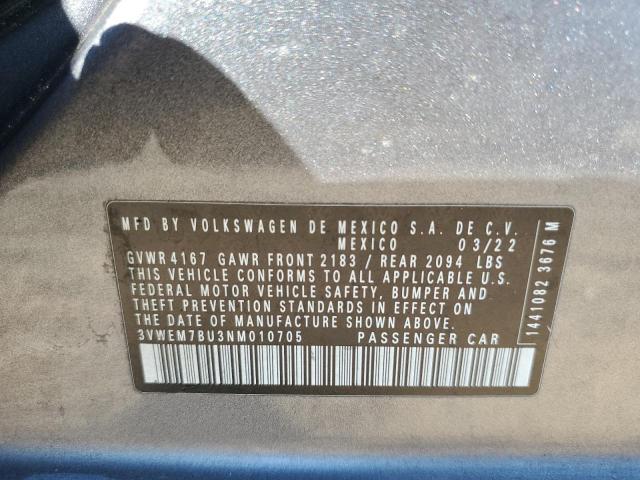 MFD BY VOLKSWAGEN DE MEXICO S.A. DE C.V.
MEXICO 03/22
GVWR 4167 GAWR FRONT 2183 / REAR 2094 LBS
THIS VEHICLE CONFORMS TO ALL APPLICABLE U.S.
FEDERAL MOTOR VEHICLE SAFETY, BUMPER AND
THEFT PREVENTION STANDARDS IN EFFECT ON
THE DATE OF MANUFACTURE SHOWN ABOVE.
3VWEM7BU3NM010705 PASSENGER CAR
1441082 3676 M